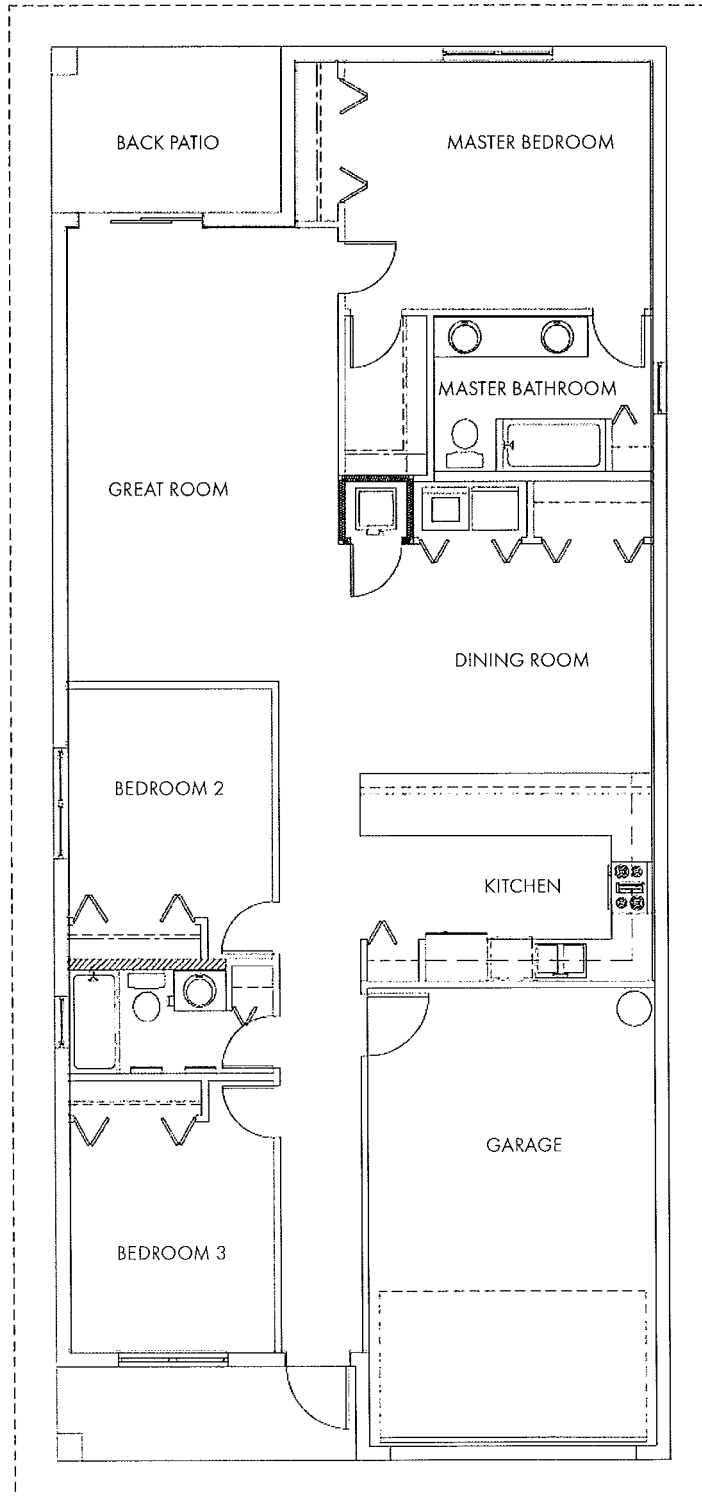 BACK PATIO
MASTER BEDROOM
MASTER BATHROOM
GREAT ROOM
DINING ROOM
BEDROOM 2
KITCHEN
GARAGE
BEDROOM 3